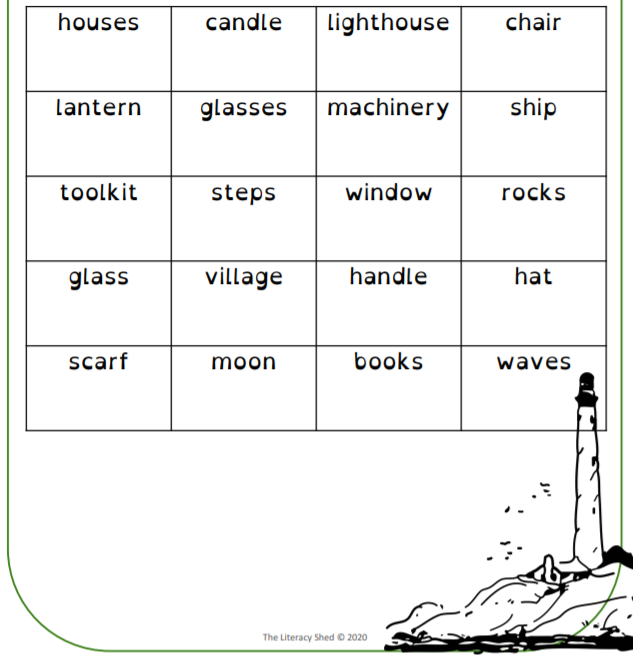 houses candle lighthouse chair
lantern glasses machinery ship
toolkit steps window rocks
glass village handle hat
scarf moon books waves
The Literacy Shed © 2020